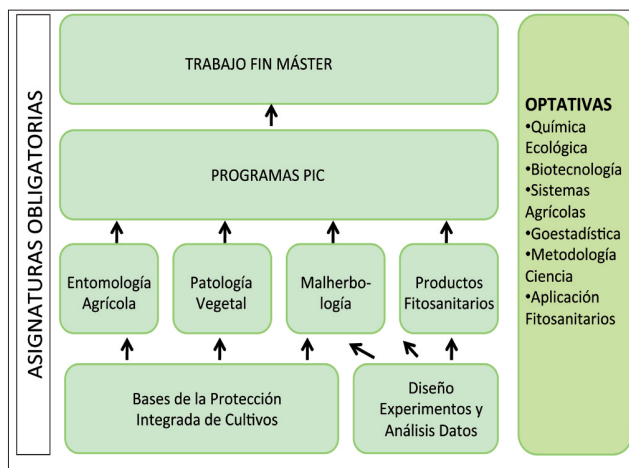 ASIGNATURAS OBLIGATORIAS
TRABAJO FIN MÁSTER
PROGRAMAS PIC
Entomología
Agrícola
Patología
Vegetal
Malherbo-
logía
Productos
Fitosanitarios
Bases de la Protección
Integrada de Cultivos
Diseño
Experimentos y
Análisis Datos
OPTATIVAS
•Química
Ecológica
•Biotecnología
•Sistemas
Agrícolas
•Goestadística
•Metodología
Ciencia
•Aplicación
Fitosanitarios